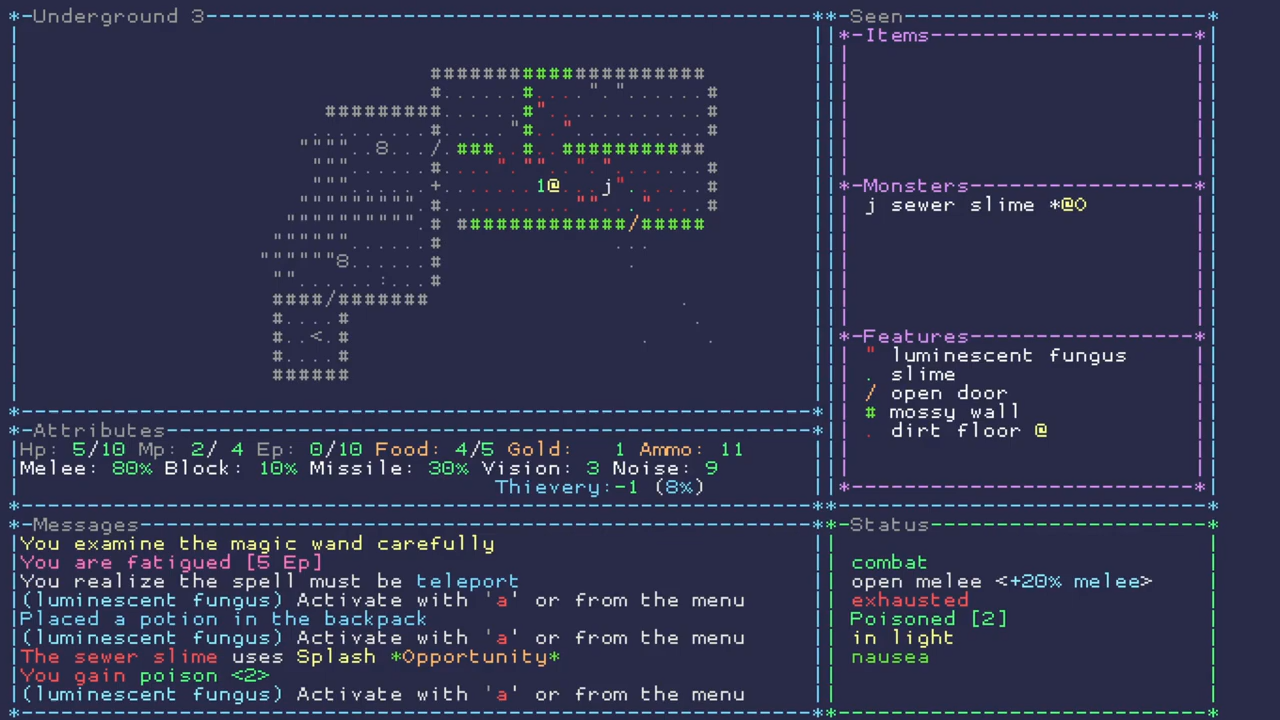 Underground 3
Seen
Items
#######################
#......#....".".......#
#########......#"........#
.........#....."#."........#
""""..8.../.###..#..###########
"""......#...."."".."."......#
"""......+.......1@...j".....#
"""""......#..........""..."....#
""""""""""".# #############/#####
""""""......# ...
""""""8......# .
""......:...#
####/#######
#....#
#..<.#
#....#
######
Monsters
j sewer slime *@O
Features
" luminescent fungus
. slime
/ open door
# mossy wall
. dirt floor @
Attributes
Hp: 5/10 Mp: 2/ 4 Ep: 0/10 Food: 4/5 Gold: 1 Ammo: 11
Melee: 80% Block: 10% Missile: 30% Vision: 3 Noise: 9
Thievery:-1 (8%)
Messages
You examine the magic wand carefully
You are fatigued [5 Ep]
You realize the spell must be teleport
(luminescent fungus) Activate with 'a' or from the menu
Placed a potion in the backpack
(luminescent fungus) Activate with 'a' or from the menu
The sewer slime uses Splash *Opportunity*
You gain poison <2>
(luminescent fungus) Activate with 'a' or from the menu
Status
combat
open melee <+20% melee>
exhausted
Poisoned [2]
in light
nausea